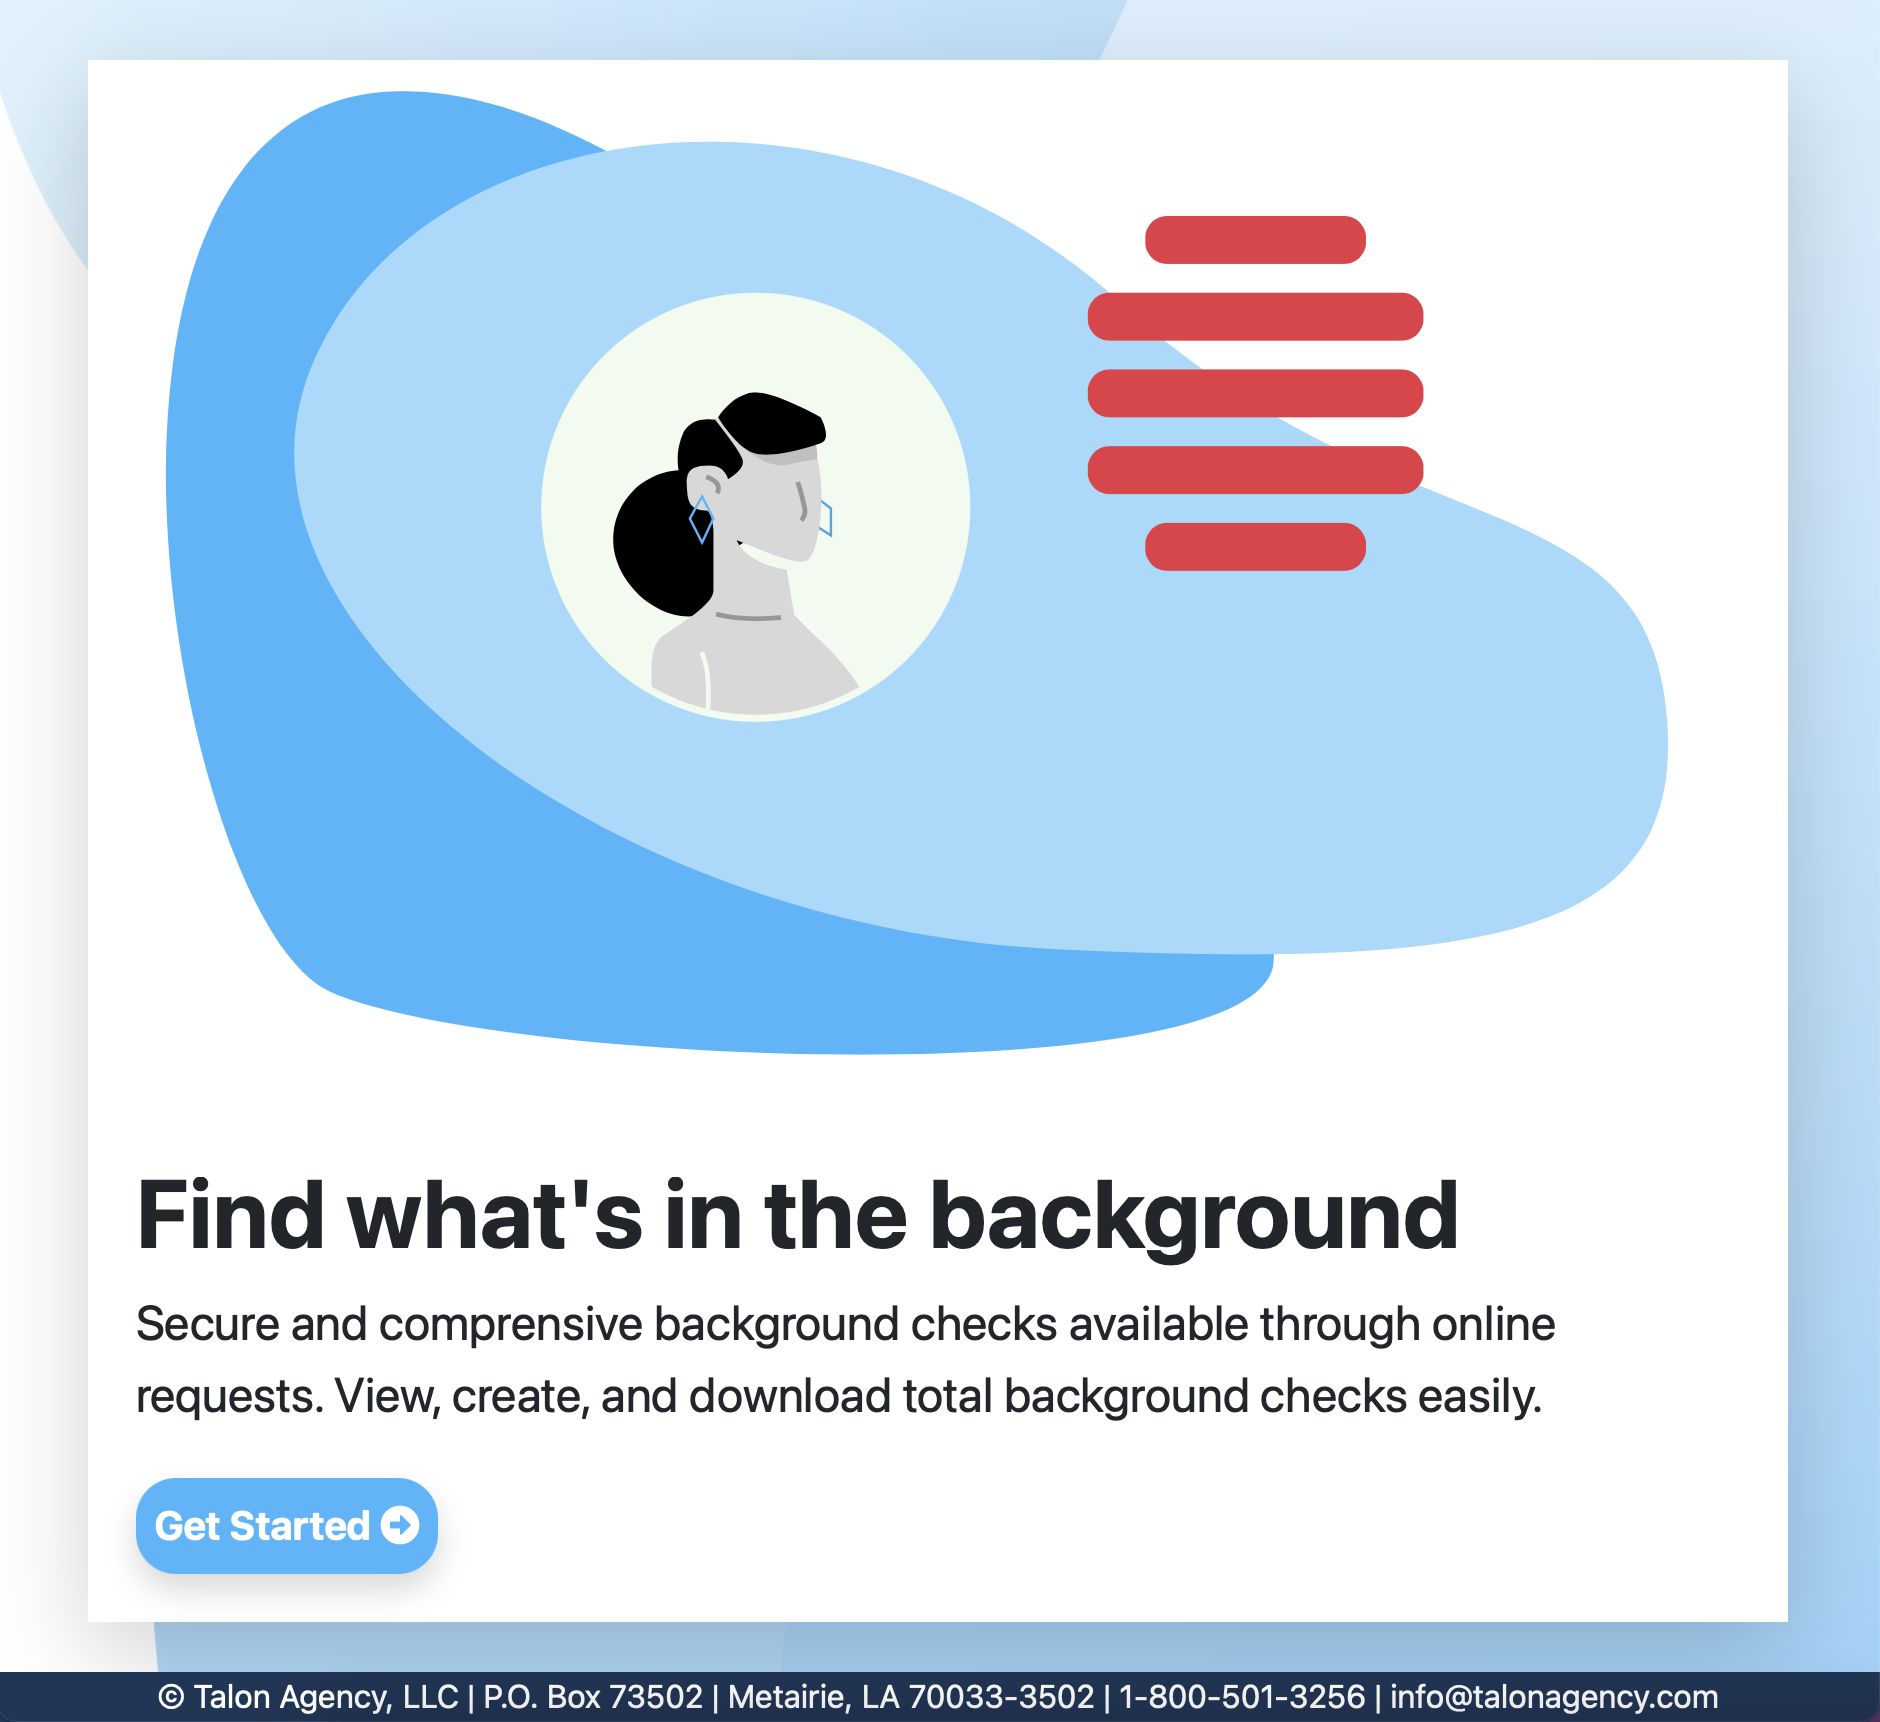 Find what's in the background
Secure and comprensive background checks available through online
requests. View, create, and download total background checks easily.
Get Started
© Talon Agency, LLC | P.O. Box 73502 | Metairie, LA 70033-3502 | 1-800-501-3256 | info@talonagency.com